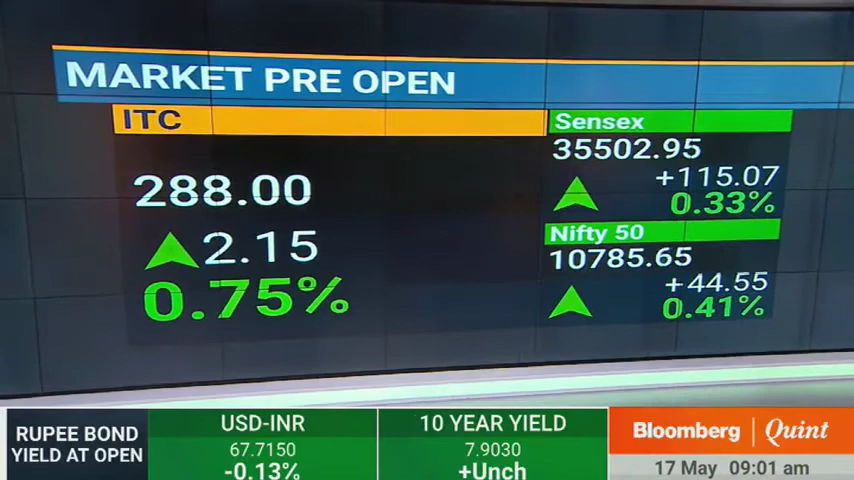 MARKET PRE OPEN
ITC
288.00
2.15
0.75%
Sensex
35502.95
+115.07
0.33%
Nifty 50
10785.65
+44.55
0.41%
RUPEE BOND
YIELD AT OPEN
USD-INR
67.7150
-0.13%
10 YEAR YIELD
7.9030
+Unch
Bloomberg | Quint
17 May 09:01 am